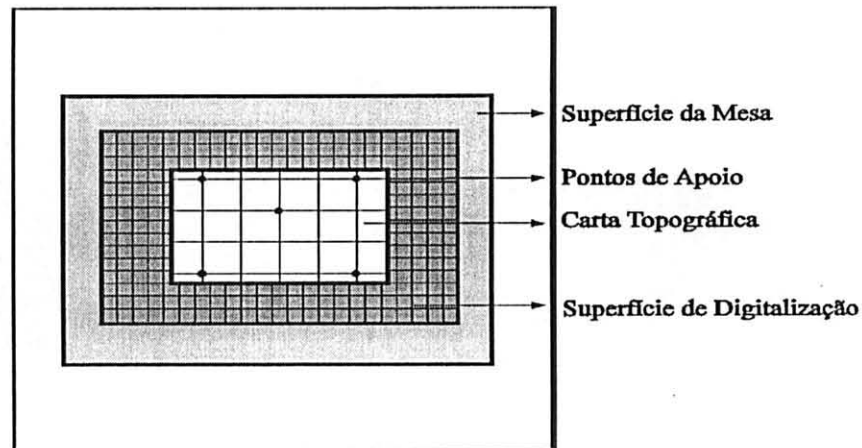 Superfície da Mesa
Pontos de Apoio
Carta Topográfica
Superfície de Digitalização